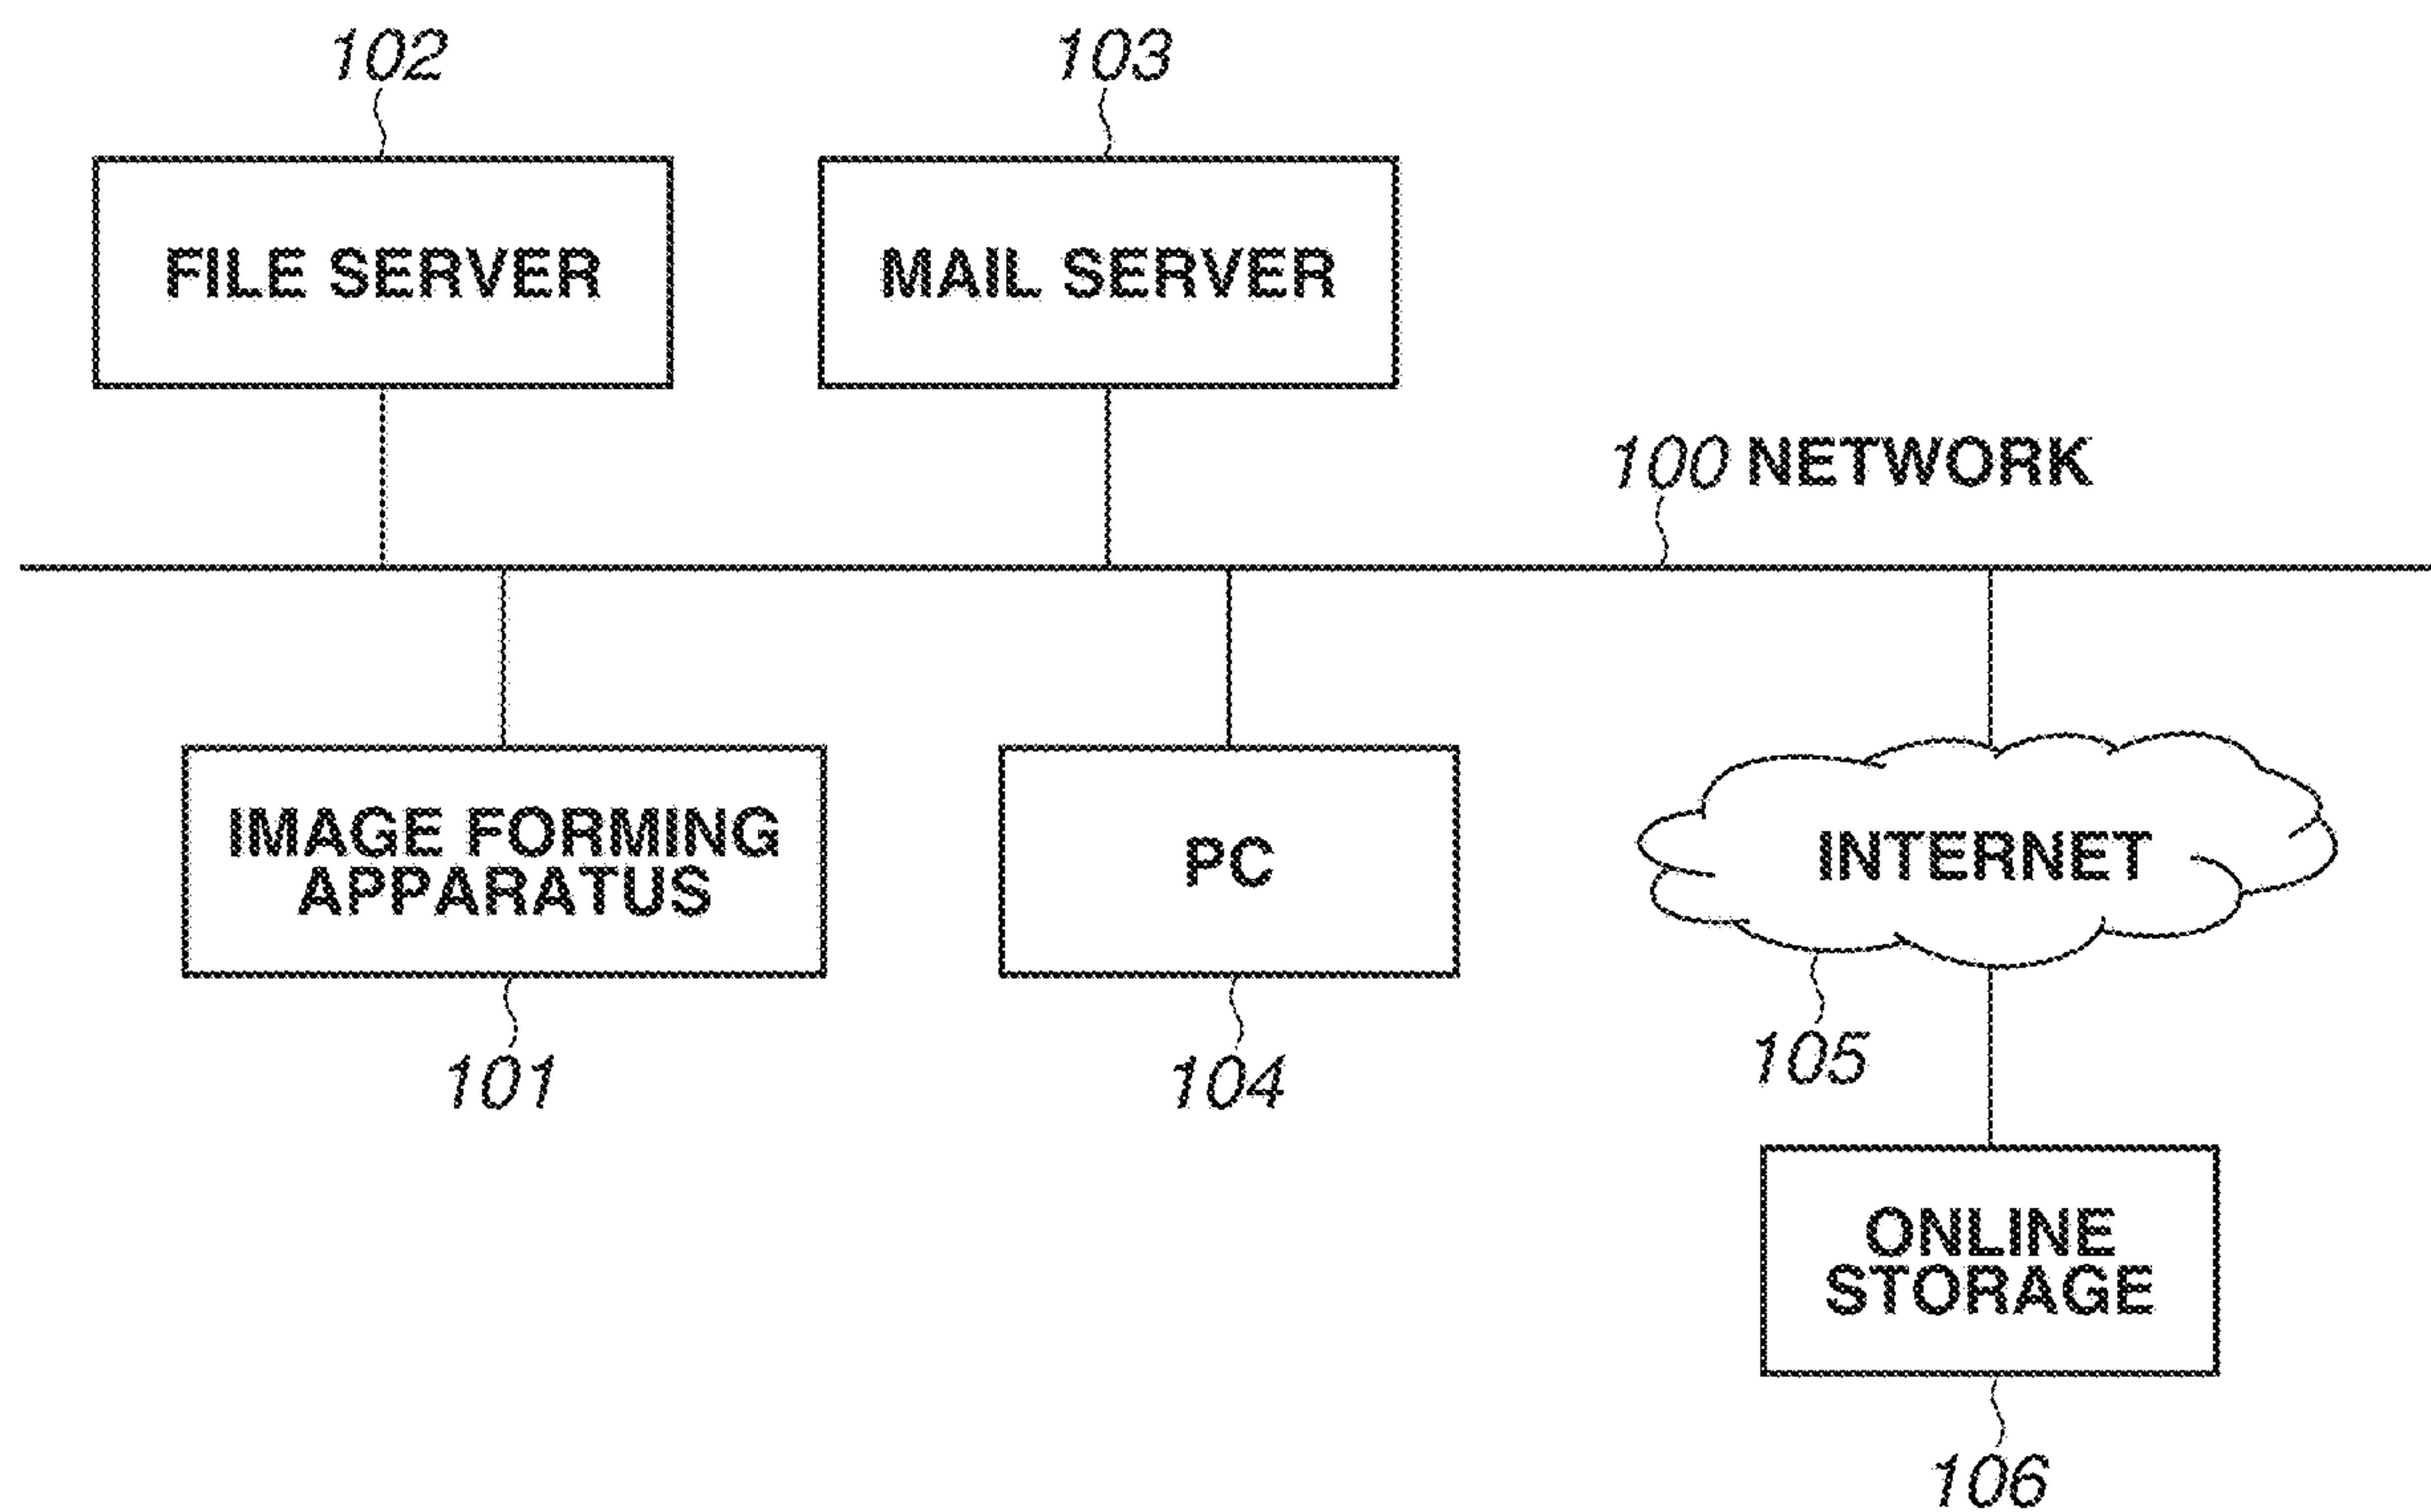 102
103
FILE SERVER
MAIL SERVER
100 NETWORK
IMAGE FORMING
APPARATUS
PC
INTERNET
101
104
105
ONLINE
STORAGE
106